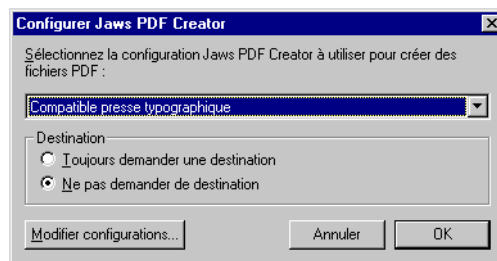 Configurer Jaws PDF Creator
Sélectionnez la configuration Jaws PDF Creator à utiliser pour créer des
fichiers PDF :
Compatible presse typographique
Destination
Toujours demander une destination
Ne pas demander de destination
Modifier configurations... Annuler OK